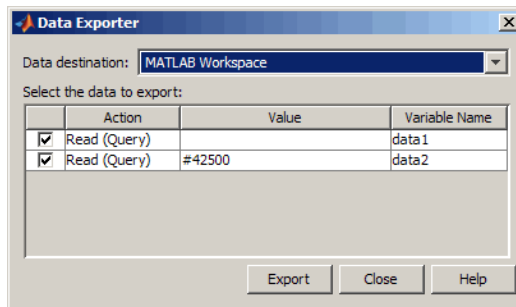 Data Exporter
Data destination: MATLAB Workspace
Select the data to export:
Action Value Variable Name
Read (Query) data1
Read (Query) #42500 data2
Export Close Help